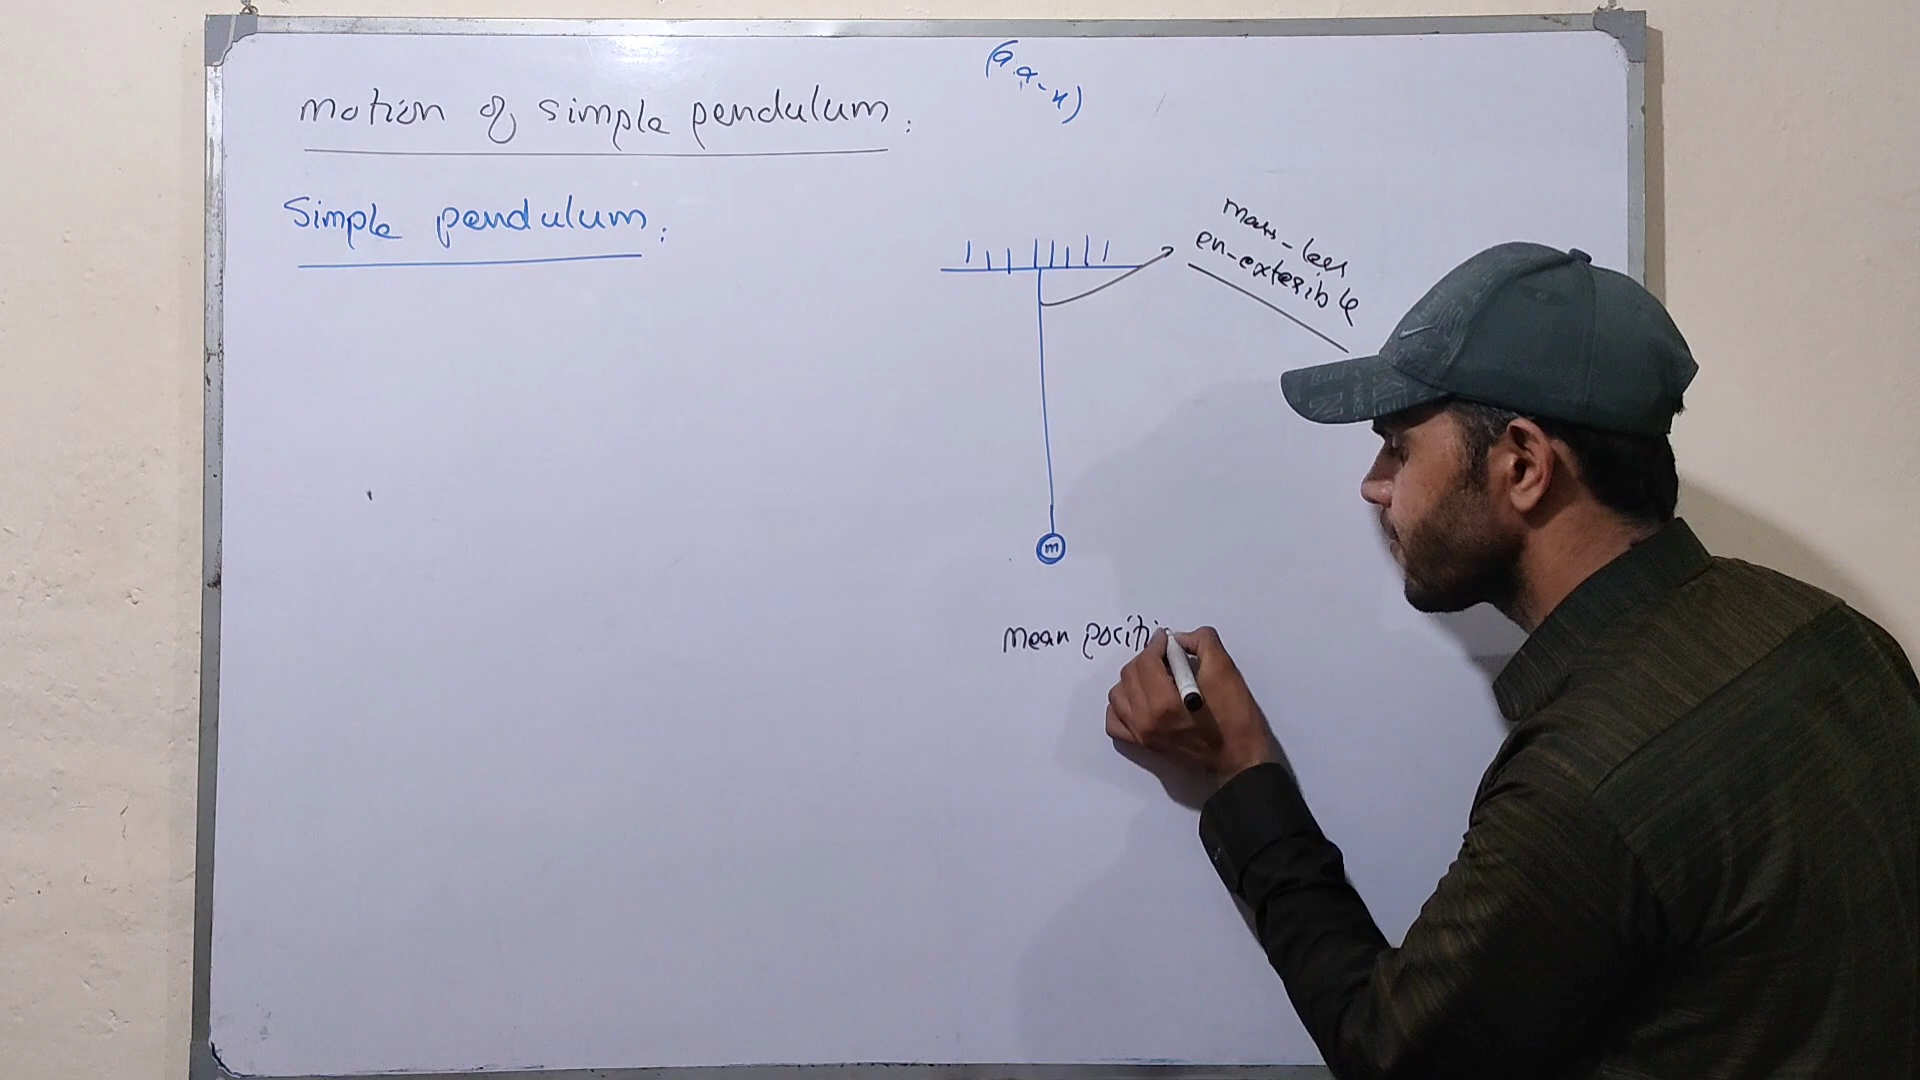 (a.α-x)
motion of simple pendulum.
Simple pendulum:
mass-less
en-extesible
m
mean positi